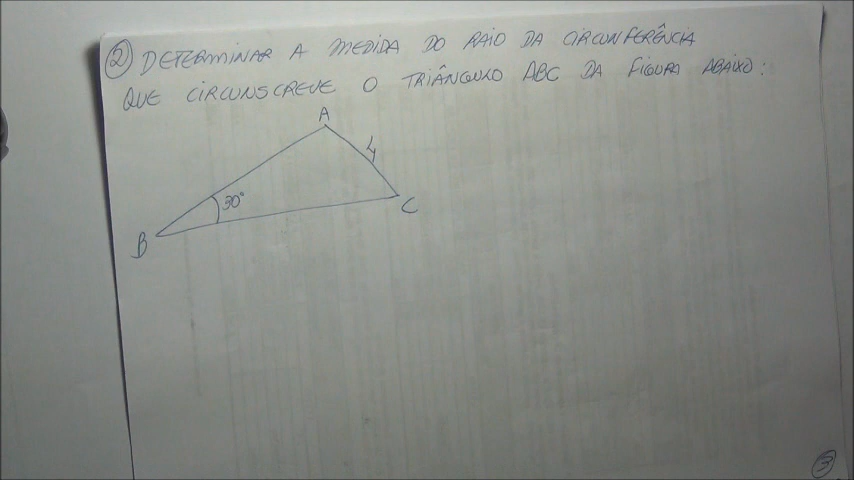 ② DETERMINAR A MEDIDA DO RAIO DA CIRCUNFERÊNCIA
QUE CIRCUNSCREVE O TRIÂNGULO ABC DA FIGURA ABAIXO:
A
4
30°
C
B
3